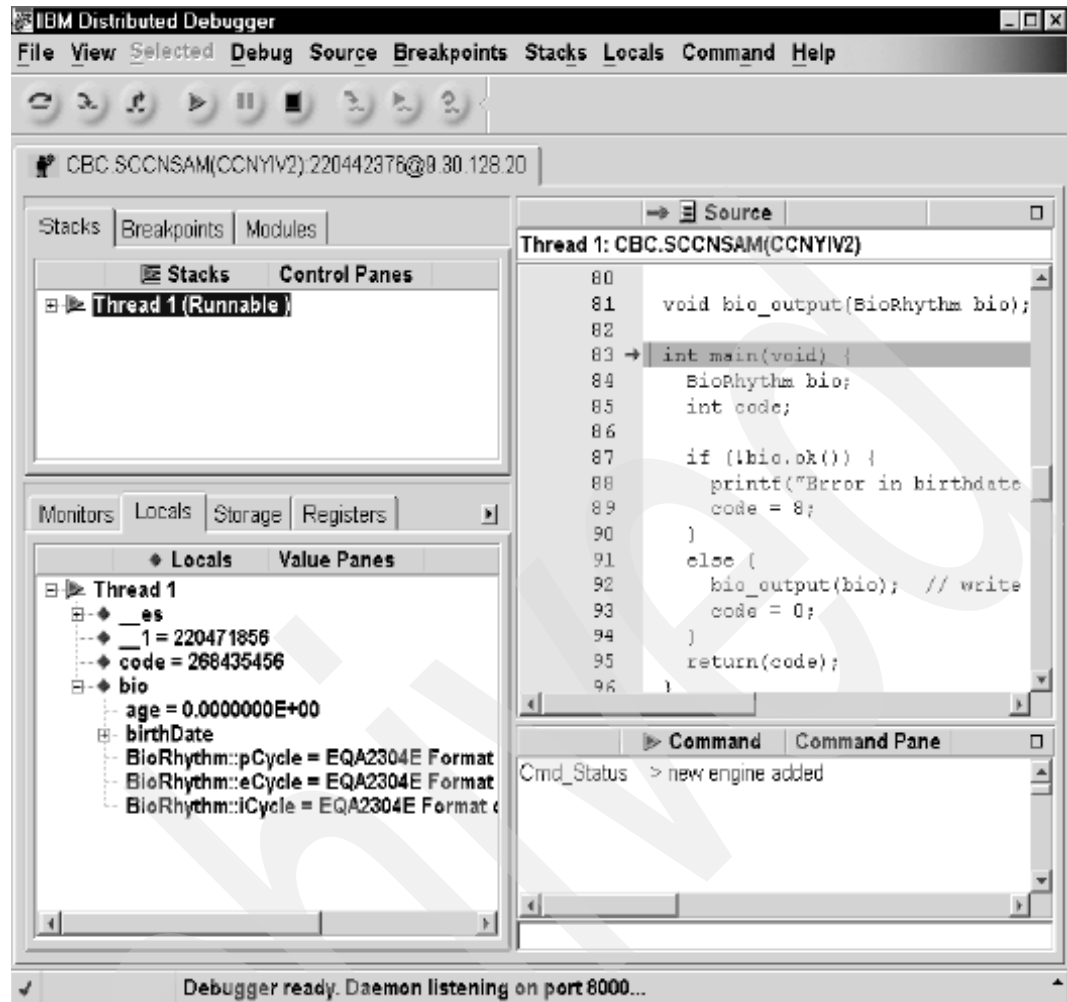 IBM Distributed Debugger
File View Selected Debug Source Breakpoints Stacks Locals Command Help
CBC.SCCNSAM(CCNYIV2):220442376@9.30.128.20
Stacks Breakpoints Modules
Stacks Control Panes
Thread 1 (Runnable )
Monitors Locals Storage Registers
Locals Value Panes
Thread 1
__es
__1 = 220471856
code = 268435456
bio
age = 0.0000000E+00
birthDate
BioRhythm::pCycle = EQA2304E Format
BioRhythm::eCycle = EQA2304E Format
BioRhythm::iCycle = EQA2304E Format
Source
Thread 1: CBC.SCCNSAM(CCNYIV2)
80
81 void bio_output(BioRhythm bio);
82
83 int main(void) {
84 BioRhythm bio;
85 int code;
86
87 if (!bio.ok()) {
88 printf("Error in birthdate
89 code = 8;
90 }
91 else {
92 bio_output(bio); // write
93 code = 0;
94 }
95 return(code);
96 }
Command Command Pane
Cmd_Status > new engine added
Debugger ready. Daemon listening on port 8000...